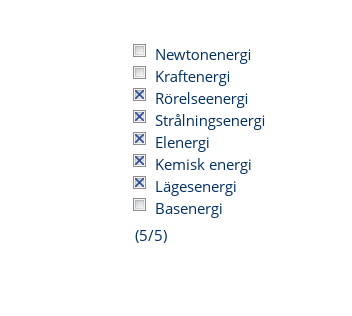 Newtonenergi
Kraftenergi
Rörelseenergi
Strålningsenergi
Elenergi
Kemisk energi
Lägesenergi
Basenergi
(5/5)